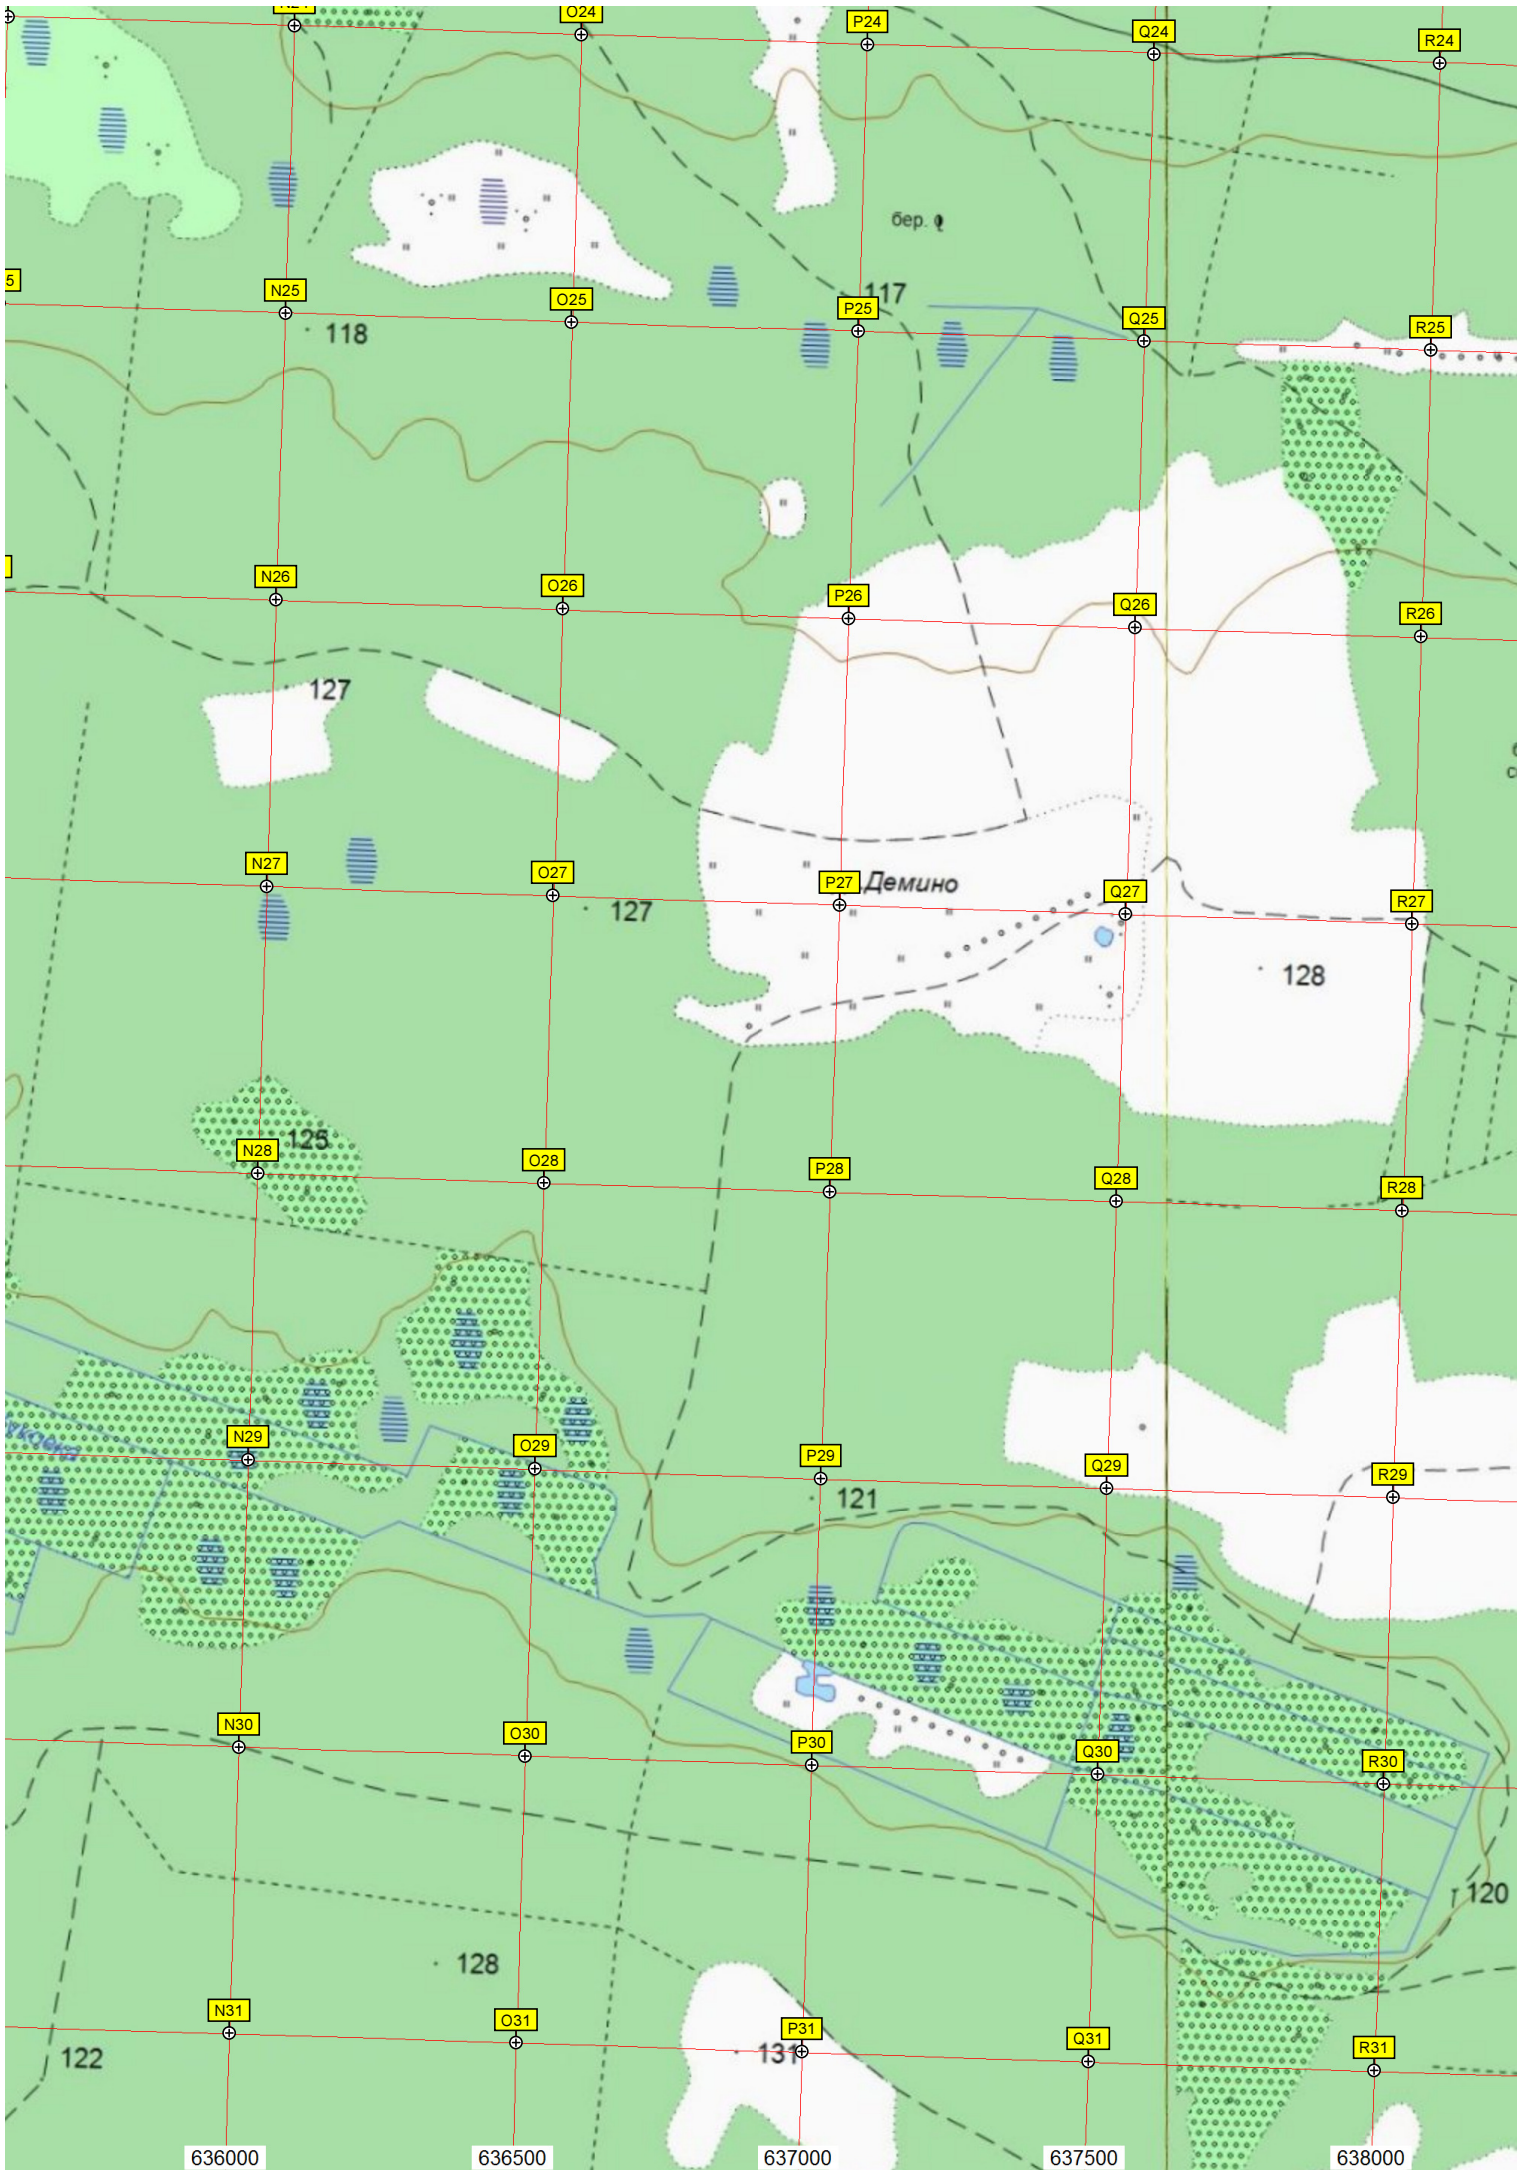 O24
P24
Q24
R24
бер.
117
N25
O25
P25
Q25
R25
118
N26
O26
P26
Q26
R26
127
N27
O27
P27
Демино
Q27
R27
127
128
125
N28
O28
P28
Q28
R28
N29
O29
P29
Q29
R29
121
N30
O30
P30
Q30
R30
120
128
N31
O31
P31
Q31
R31
122
131
636000
636500
637000
637500
638000